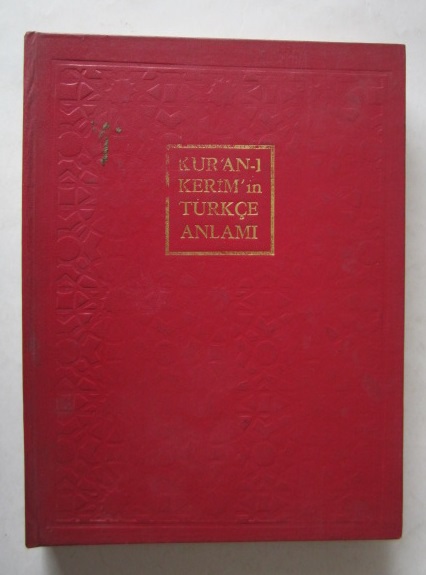 KUR'AN-I
KERİM'in
TÜRKÇE
ANLAMI